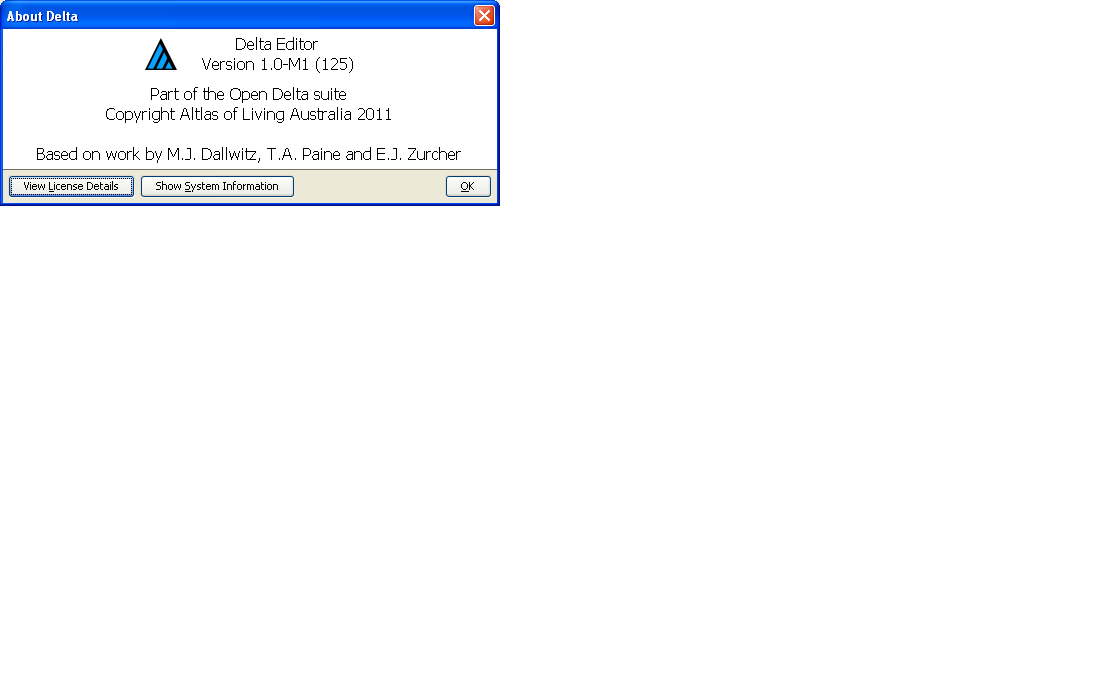 About Delta
Delta Editor
Version 1.0-M1 (125)
Part of the Open Delta suite
Copyright Altlas of Living Australia 2011
Based on work by M.J. Dallwitz, T.A. Paine and E.J. Zurcher
View License Details Show System Information OK